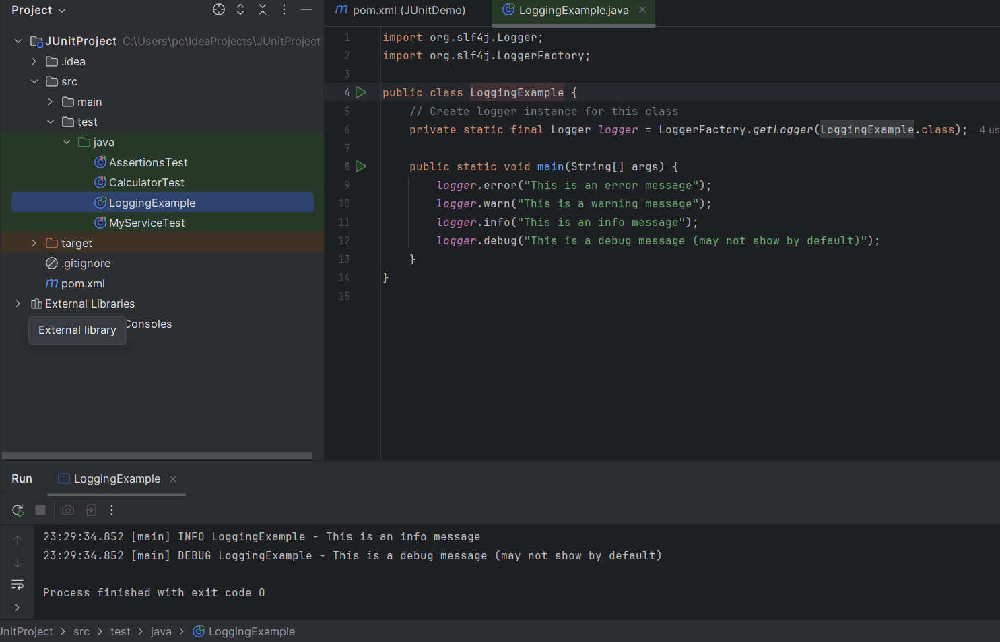 Project
JUnitProject C:\Users\pc\IdeaProjects\JUnitProject
.idea
src
main
test
java
AssertionsTest
CalculatorTest
LoggingExample
MyServiceTest
target
.gitignore
m pom.xml
External Libraries
Consoles
External library
m pom.xml (JUnitDemo)
LoggingExample.java
1 import org.slf4j.Logger;
2 import org.slf4j.LoggerFactory;
3
4 public class LoggingExample {
5 // Create logger instance for this class
6 private static final Logger logger = LoggerFactory.getLogger(LoggingExample.class); 4 us
7
8 public static void main(String[] args) {
9 logger.error("This is an error message");
10 logger.warn("This is a warning message");
11 logger.info("This is an info message");
12 logger.debug("This is a debug message (may not show by default)");
13 }
14 }
15
Run LoggingExample
23:29:34.852 [main] INFO LoggingExample - This is an info message
23:29:34.852 [main] DEBUG LoggingExample - This is a debug message (may not show by default)
Process finished with exit code 0
JnitProject > src > test > java > LoggingExample